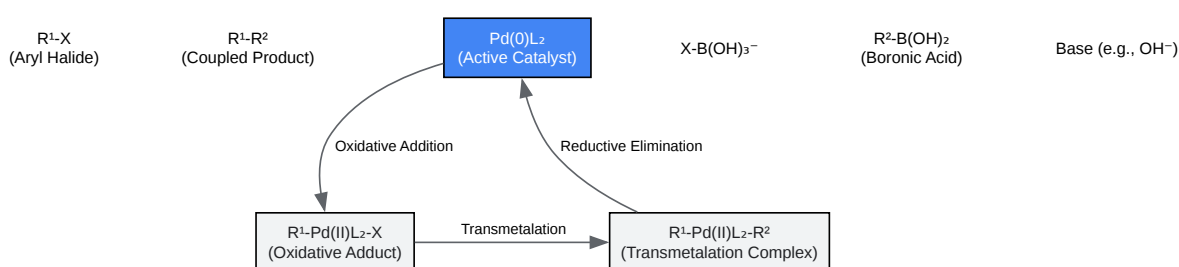 R¹-X
(Aryl Halide)
R¹-R²
(Coupled Product)
Pd(0)L₂
(Active Catalyst)
X-B(OH)₃⁻
R²-B(OH)₂
(Boronic Acid)
Base (e.g., OH⁻)
Oxidative Addition
Reductive Elimination
R¹-Pd(II)L₂-X
(Oxidative Adduct)
Transmetalation
R¹-Pd(II)L₂-R²
(Transmetalation Complex)